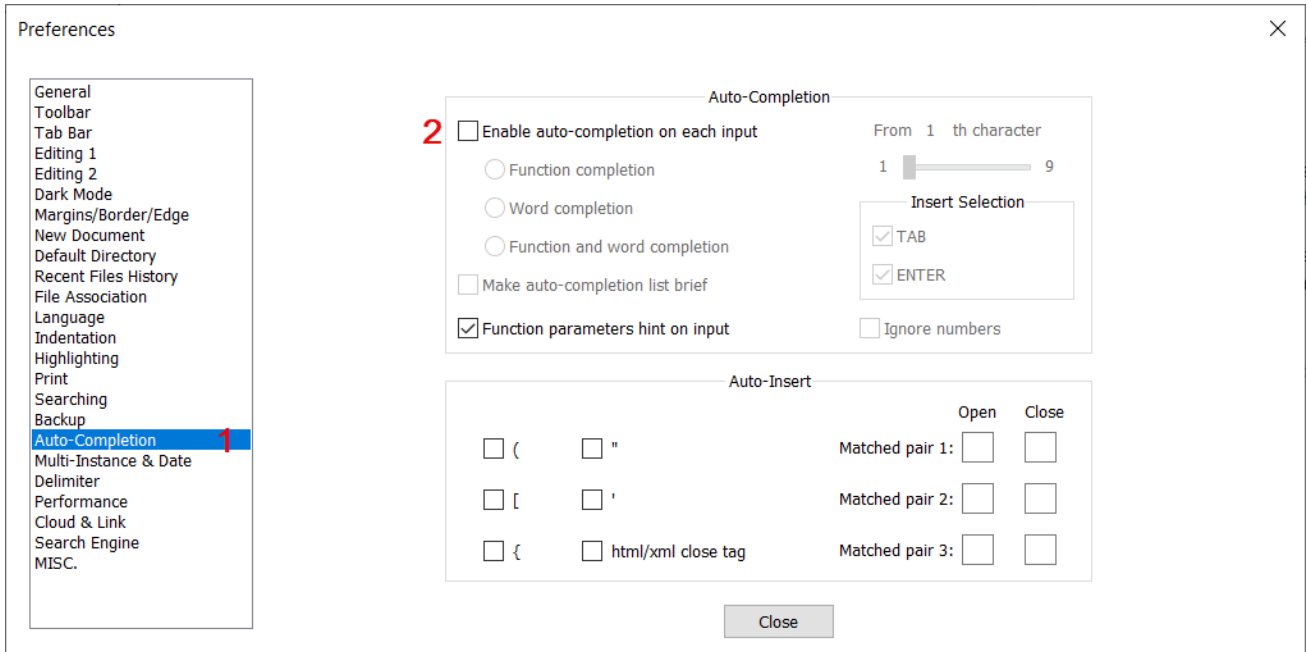 Preferences
General
Toolbar
Tab Bar
Editing 1
Editing 2
Dark Mode
Margins/Border/Edge
New Document
Default Directory
Recent Files History
File Association
Language
Indentation
Highlighting
Print
Searching
Backup
Auto-Completion 1
Multi-Instance & Date
Delimiter
Performance
Cloud & Link
Search Engine
MISC.
Auto-Completion
2 Enable auto-completion on each input
Function completion
Word completion
Function and word completion
Make auto-completion list brief
Function parameters hint on input
From 1 th character
1 9
Insert Selection
TAB
ENTER
Ignore numbers
Auto-Insert
Open Close
( " Matched pair 1:
[ ' Matched pair 2:
{ html/xml close tag Matched pair 3:
Close